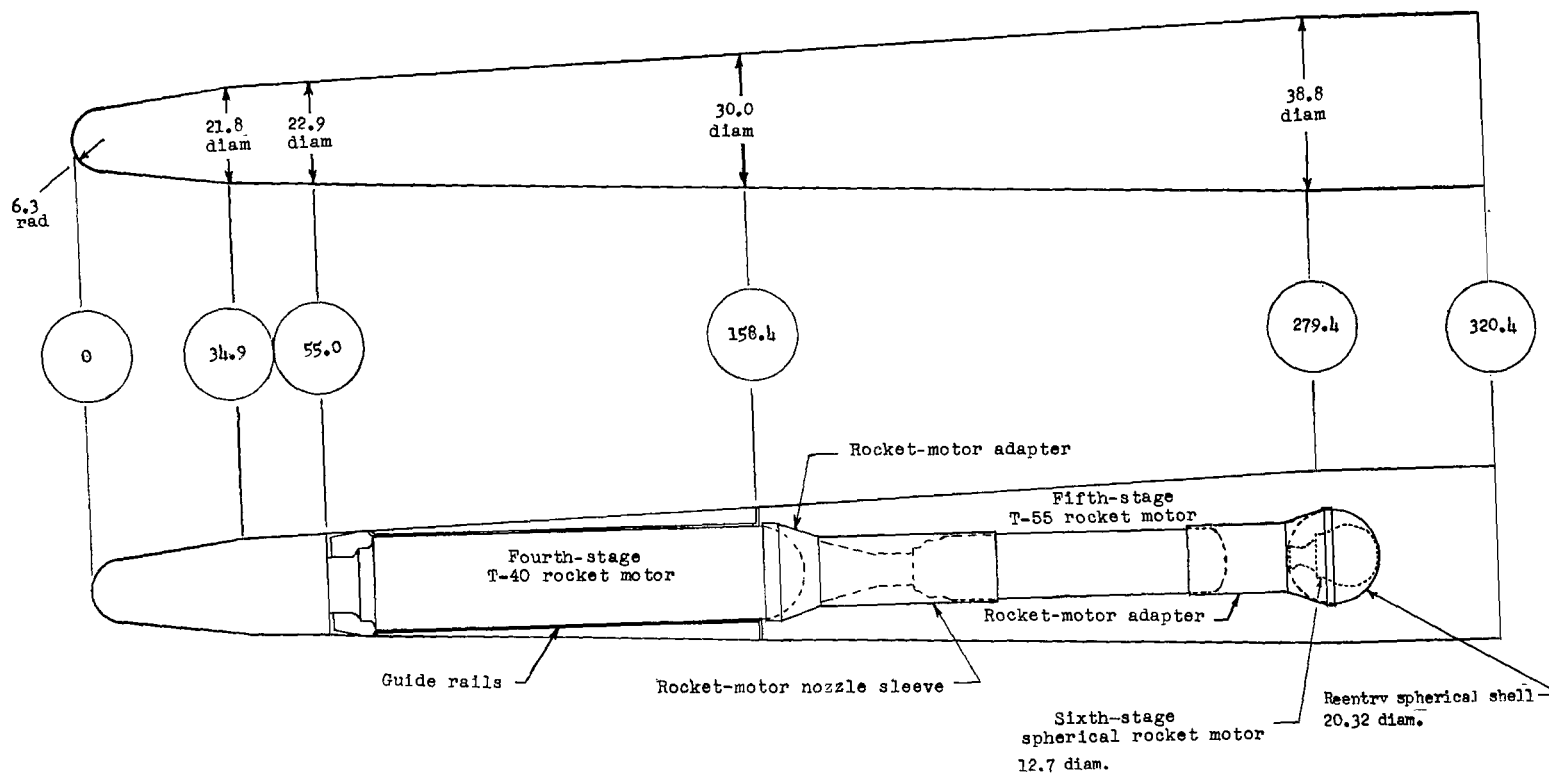 21.8
diam
22.9
diam
30.0
diam
38.8
diam
6.3
rad
0
34.9
55.0
158.4
279.4
320.4
Rocket-motor adapter
Fifth-stage
T-55 rocket motor
Fourth-stage
T-40 rocket motor
Rocket-motor adapter
Guide rails
Rocket-motor nozzle sleeve
Reentry spherical shell
20.32 diam.
Sixth-stage
spherical rocket motor
12.7 diam.